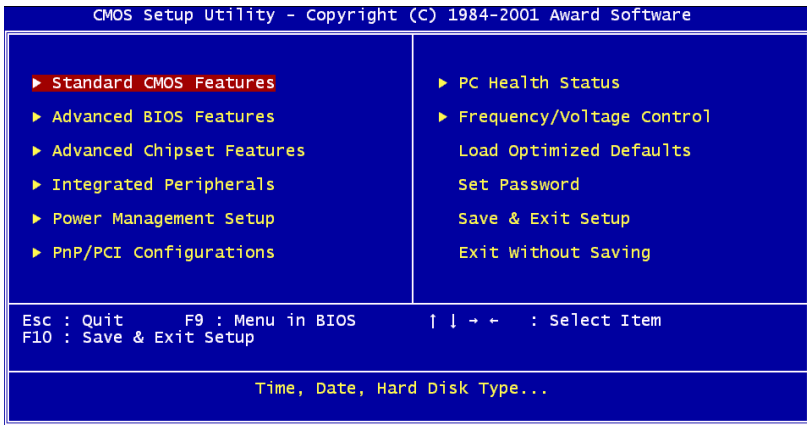 CMOS Setup Utility - Copyright (C) 1984-2001 Award Software
▶ Standard CMOS Features
▶ Advanced BIOS Features
▶ Advanced Chipset Features
▶ Integrated Peripherals
▶ Power Management Setup
▶ PnP/PCI Configurations
▶ PC Health Status
▶ Frequency/Voltage Control
Load Optimized Defaults
Set Password
Save & Exit Setup
Exit Without Saving
Esc : Quit F9 : Menu in BIOS ↑ ↓ → ← : Select Item
F10 : Save & Exit Setup
Time, Date, Hard Disk Type...